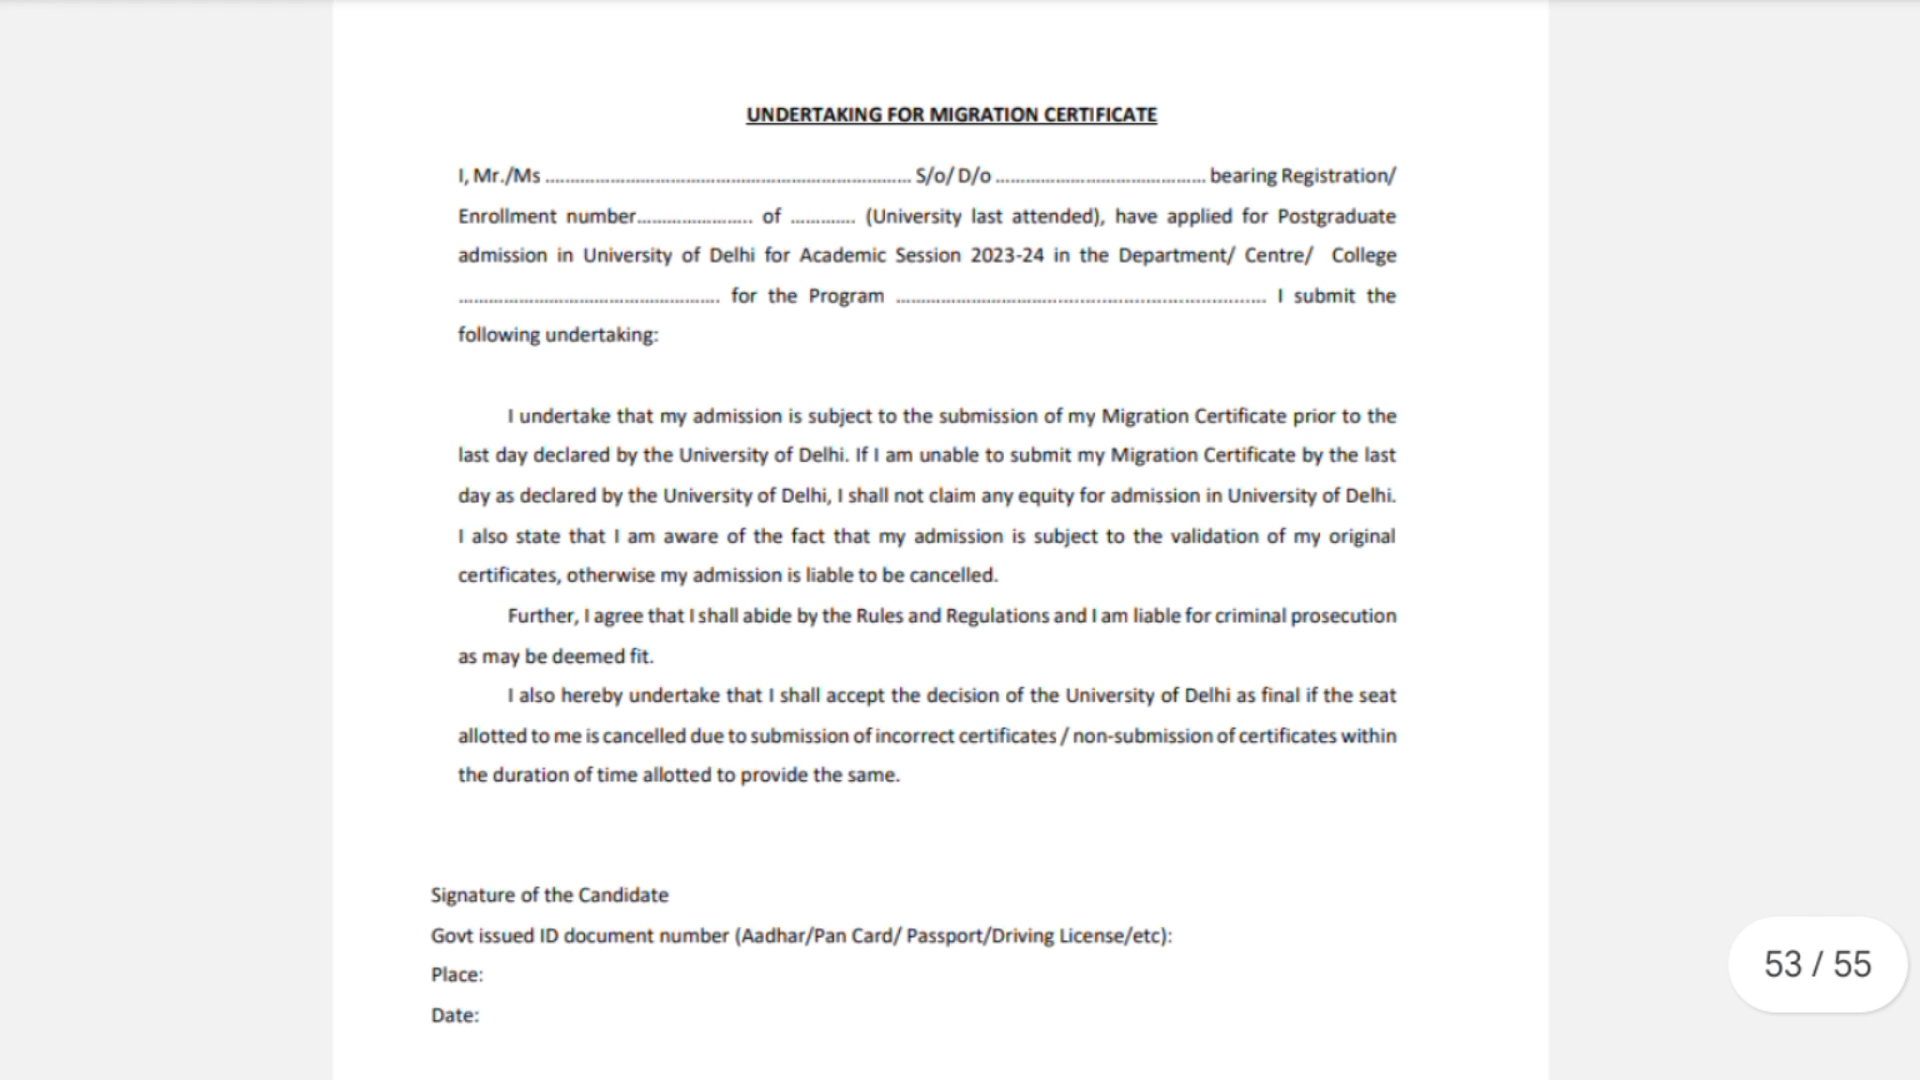 UNDERTAKING FOR MIGRATION CERTIFICATE
I, Mr./Ms ........................................................................ S/o/ D/o ......................................... bearing Registration/
Enrollment number....................... of ............. (University last attended), have applied for Postgraduate
admission in University of Delhi for Academic Session 2023-24 in the Department/ Centre/ College
.................................................... for the Program ......................................................................... I submit the
following undertaking:
I undertake that my admission is subject to the submission of my Migration Certificate prior to the
last day declared by the University of Delhi. If I am unable to submit my Migration Certificate by the last
day as declared by the University of Delhi, I shall not claim any equity for admission in University of Delhi.
I also state that I am aware of the fact that my admission is subject to the validation of my original
certificates, otherwise my admission is liable to be cancelled.
Further, I agree that I shall abide by the Rules and Regulations and I am liable for criminal prosecution
as may be deemed fit.
I also hereby undertake that I shall accept the decision of the University of Delhi as final if the seat
allotted to me is cancelled due to submission of incorrect certificates / non-submission of certificates within
the duration of time allotted to provide the same.
Signature of the Candidate
Govt issued ID document number (Aadhar/Pan Card/ Passport/Driving License/etc):
Place:
Date:
53 / 55